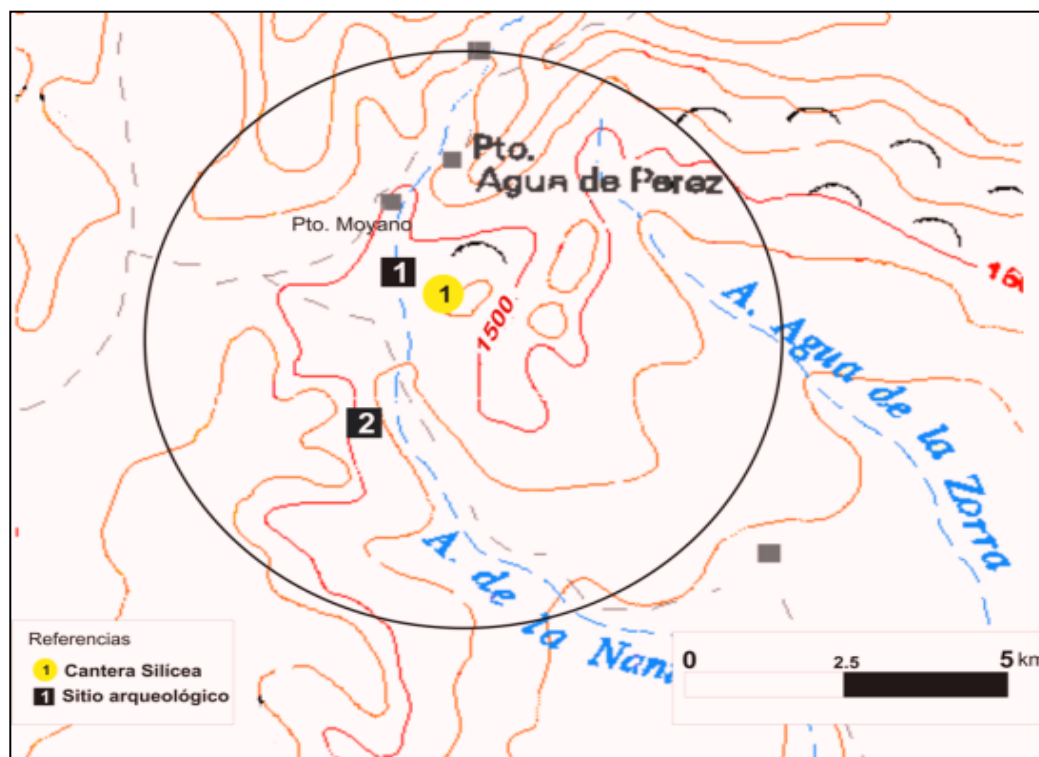 Pto.
Agua de Perez
Pto. Moyano
1
1
1500
2
A. Agua de la Zorra
A. de la Nan
Referencias
1 Cantera Silícea
1 Sitio arqueológico
0 2.5 5 km